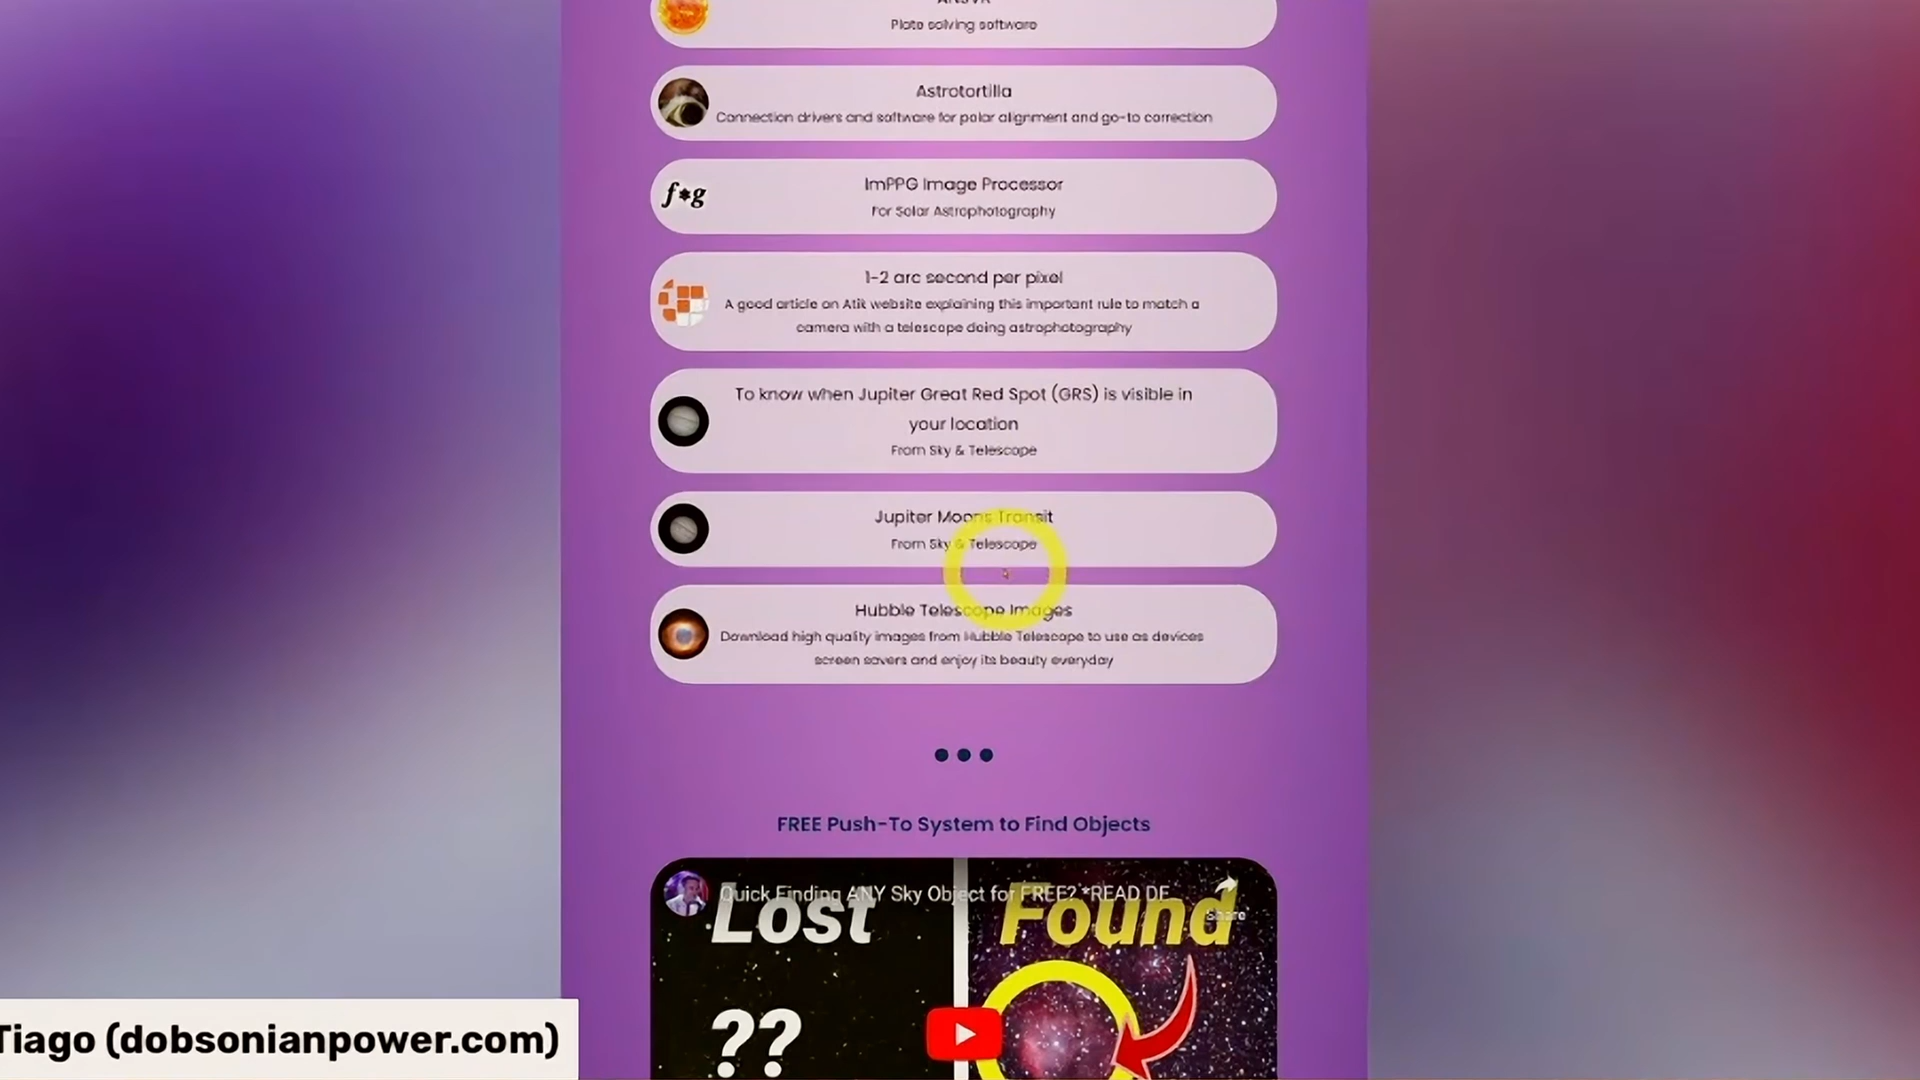 ANSVR
Plate solving software
Astrotortilla
Connection drivers and software for polar alignment and go-to correction
f*g
ImPPG Image Processor
For Solar Astrophotography
1-2 arc second per pixel
A good article on Atik website explaining this important rule to match a
camera with a telescope doing astrophotography
To know when Jupiter Great Red Spot (GRS) is visible in
your location
From Sky & Telescope
Jupiter Moons Transit
From Sky & Telescope
Hubble Telescope Images
Download high quality images from Hubble Telescope to use as devices
screen savers and enjoy its beauty everyday
FREE Push-To System to Find Objects
Quick Finding ANY Sky Object for FREE? *READ DE...
Share
Lost
Found
??
Tiago (dobsonianpower.com)